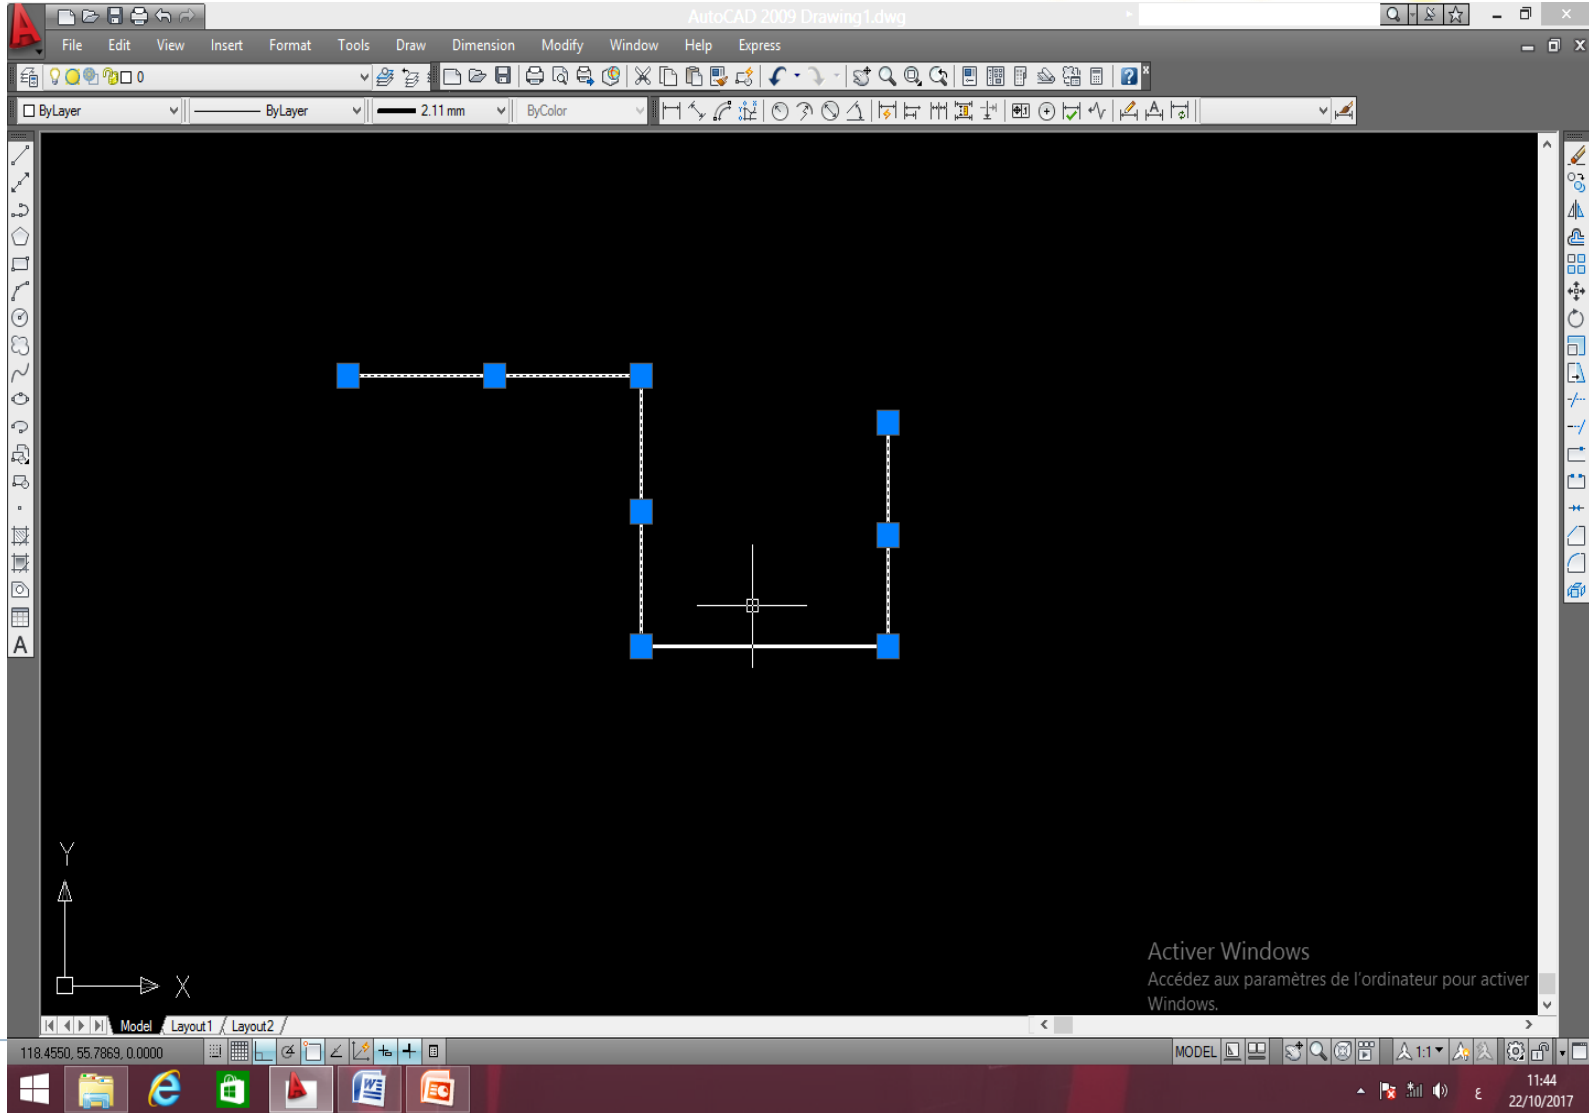 AutoCAD 2009 Drawing1.dwg
File Edit View Insert Format Tools Draw Dimension Modify Window Help Express
0
ByLayer ByLayer 2.11 mm ByColor
A
Y
X
Activer Windows
Accédez aux paramètres de l'ordinateur pour activer
Windows.
Model Layout1 Layout2
118.4550, 55.7869, 0.0000 MODEL 1:1
ع 11:44
22/10/2017